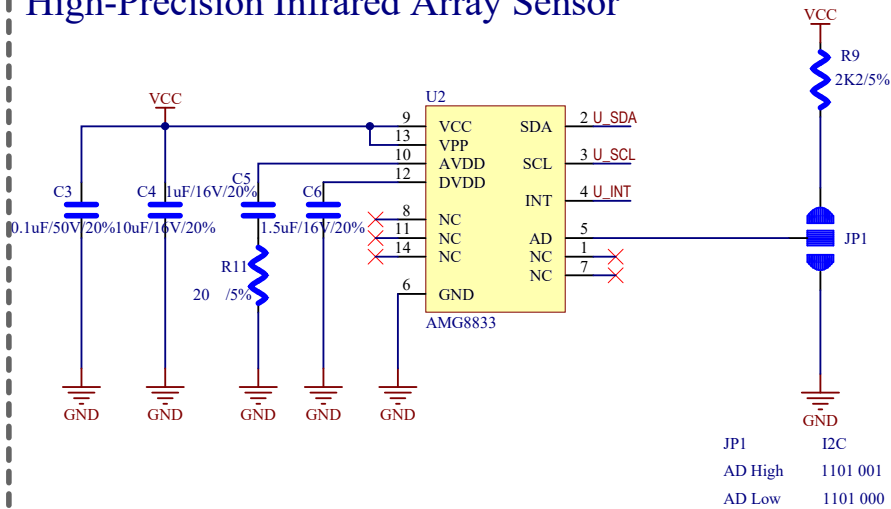 High-Precision Infrared Array Sensor
VCC
R9
2K2/5%
VCC
U2
9 VCC SDA 2 U_SDA
13 VPP
10 AVDD SCL 3 U_SCL
12 DVDD
INT 4 U_INT
8 NC
11 NC AD 5
14 NC NC 1
NC 7
6 GND
AMG8833
C3
0.1uF/50V/20%
C4
10uF/16V/20%
C5
1uF/16V/20%
C6
1.5uF/16V/20%
R11
20 /5%
JP1
GND
GND
GND
GND
GND
GND
JP1 I2C
AD High 1101 001
AD Low 1101 000